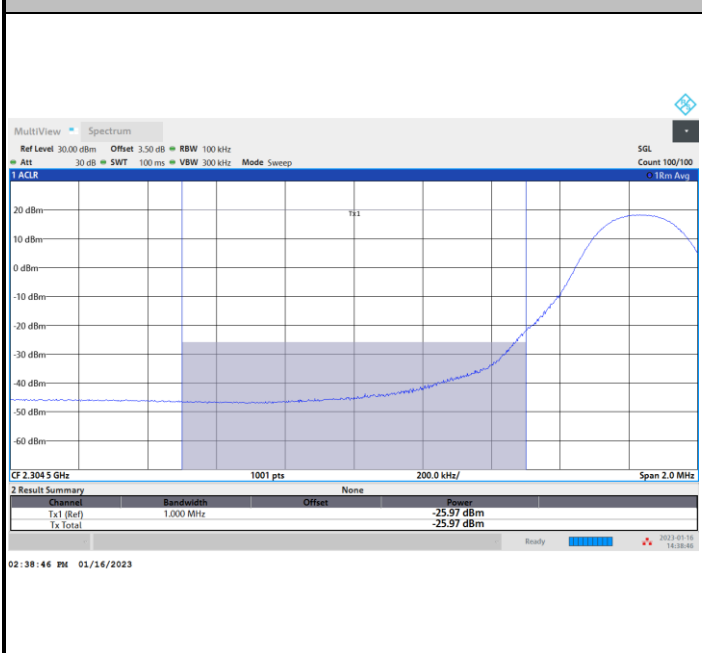 MultiView Spectrum
Ref Level 30.00 dBm Offset 3.50 dB RBW 100 kHz SGL
Att 30 dB SWT 100 ms VBW 300 kHz Mode Sweep Count 100/100
1 ACLR 1Rm Avg
Tx1
20 dBm
10 dBm
0 dBm
-10 dBm
-20 dBm
-30 dBm
-40 dBm
-50 dBm
-60 dBm
CF 2.304 5 GHz 1001 pts 200.0 kHz/ Span 2.0 MHz
2 Result Summary None
Channel Bandwidth Offset Power
Tx1 (Ref) 1.000 MHz -25.97 dBm
Tx Total -25.97 dBm
Ready 2023-01-16
14:38:46
02:38:46 PM 01/16/2023